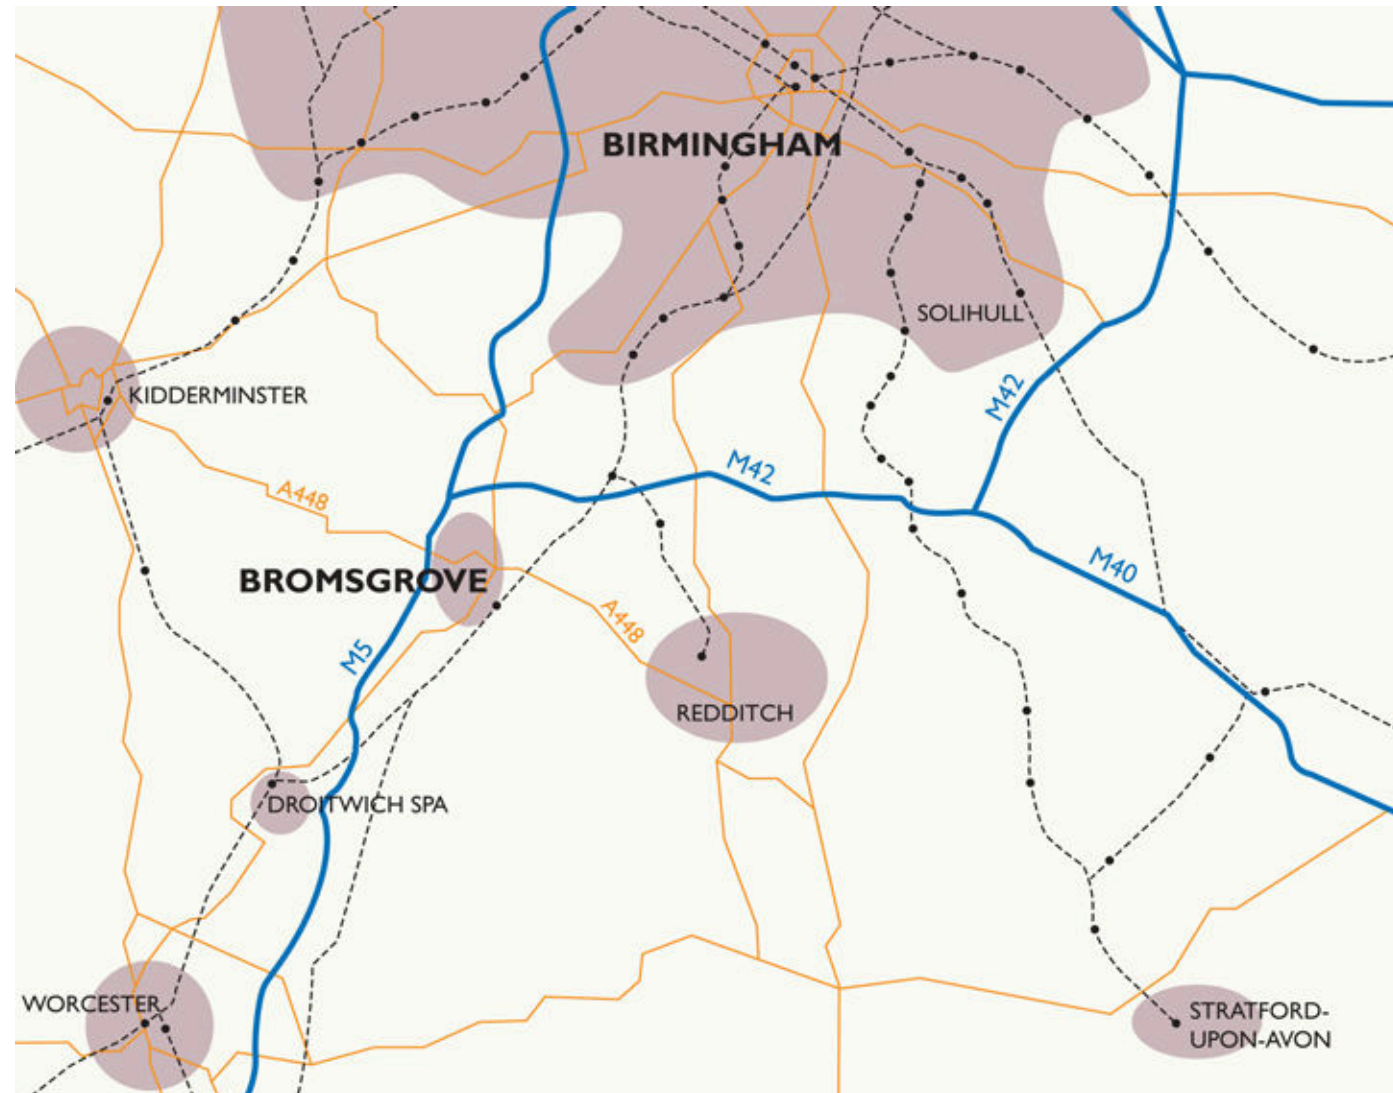 BIRMINGHAM
SOLIHULL
M42
KIDDERMINSTER
M42
A448
M40
BROMSGROVE
A448
M5
REDDITCH
DROITWICH SPA
WORCESTER
STRATFORD-
UPON-AVON